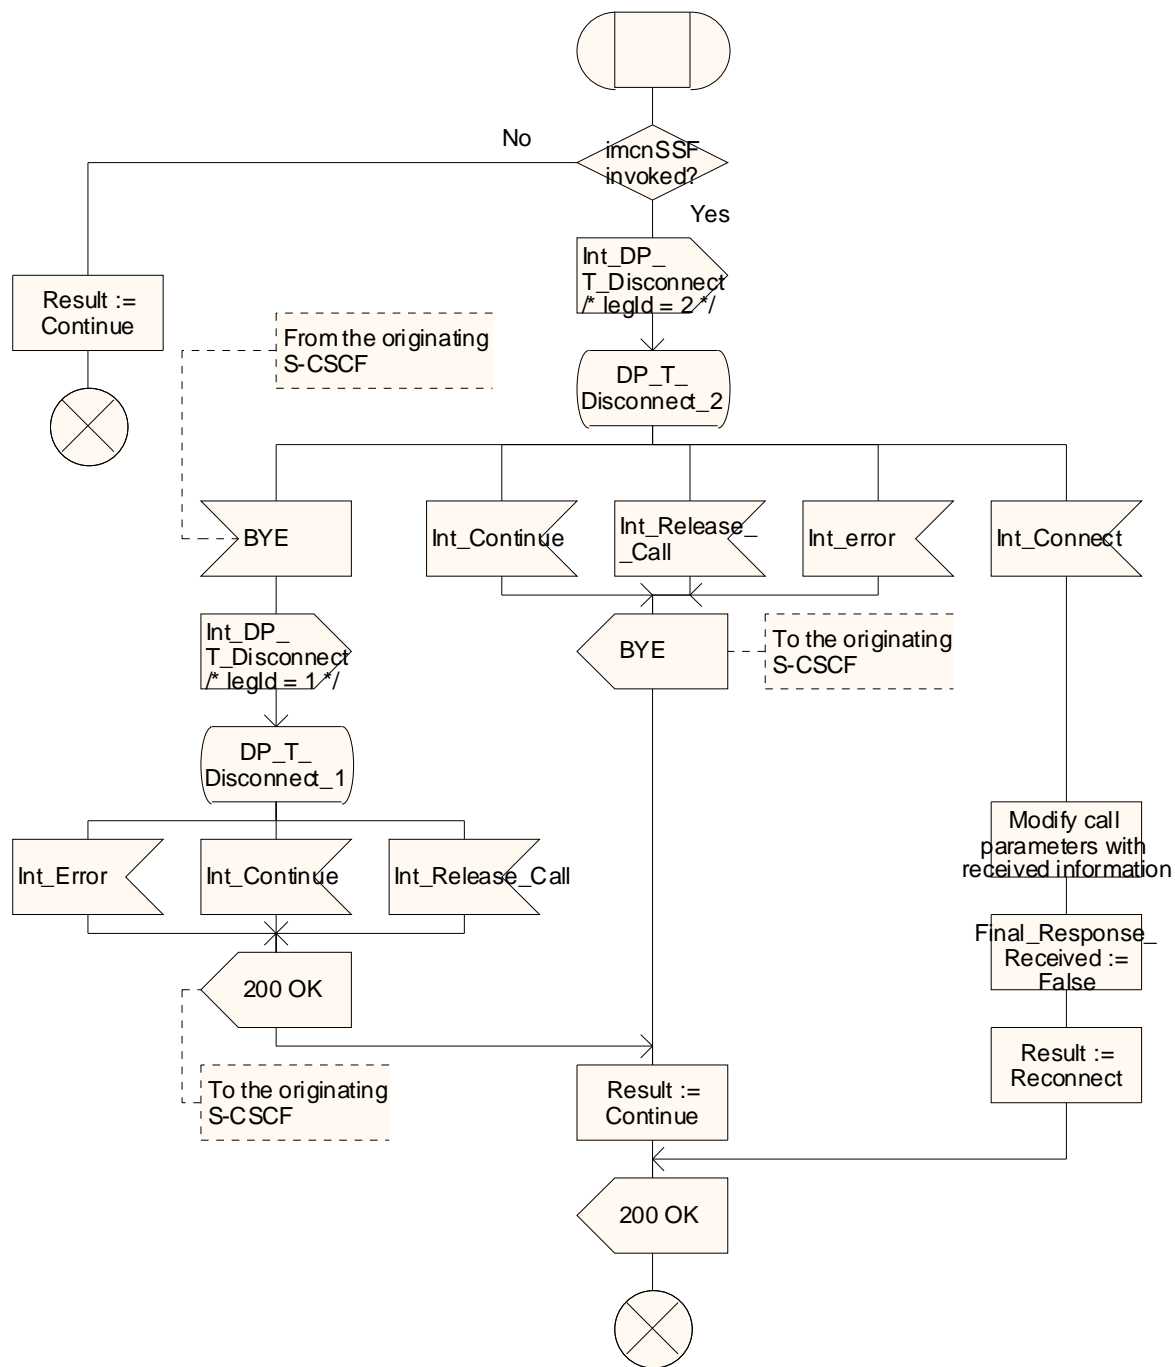 No
imcnSSF
invoked?
Yes
Int_DP_
T_Disconnect
/* legId = 2 */
Result :=
Continue
From the originating
S-CSCF
DP_T_
Disconnect_2
BYE
Int_Continue
Int_Release_
_Call
Int_error
Int_Connect
Int_DP_
T_Disconnect
/* legId = 1 */
BYE
To the originating
S-CSCF
DP_T_
Disconnect_1
Int_Error
Int_Continue
Int_Release_Call
Modify call
parameters with
received information
Final_Response_
Received :=
False
200 OK
To the originating
S-CSCF
Result :=
Continue
Result :=
Reconnect
200 OK